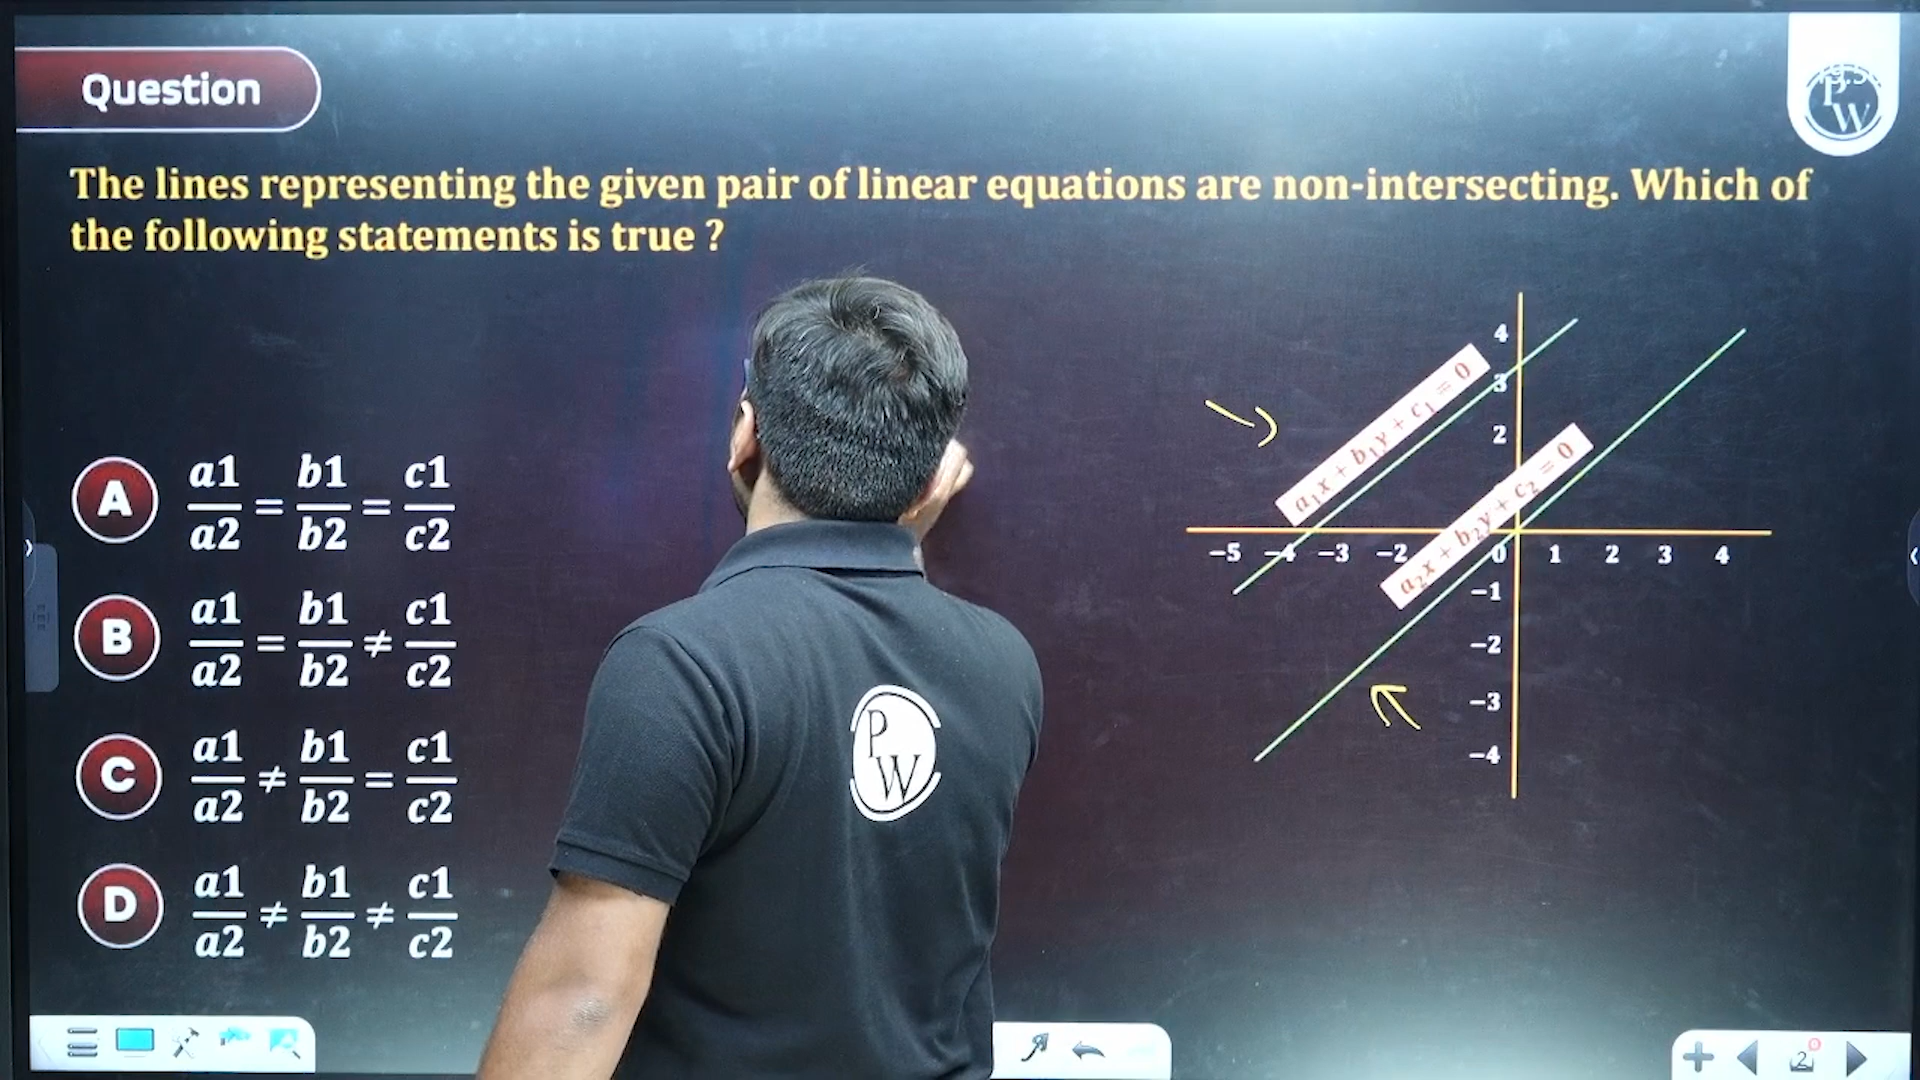 Question
The lines representing the given pair of linear equations are non-intersecting. Which of
the following statements is true ?
A a1/a2 = b1/b2 = c1/c2
B a1/a2 = b1/b2 ≠ c1/c2
C a1/a2 ≠ b1/b2 = c1/c2
D a1/a2 ≠ b1/b2 ≠ c1/c2
a₁x + b₁y + c₁ = 0
a₂x + b₂y + c₂ = 0
4
3
2
-5 -4 -3 -2 0 1 2 3 4
-1
-2
-3
-4
P
W
P
W
2